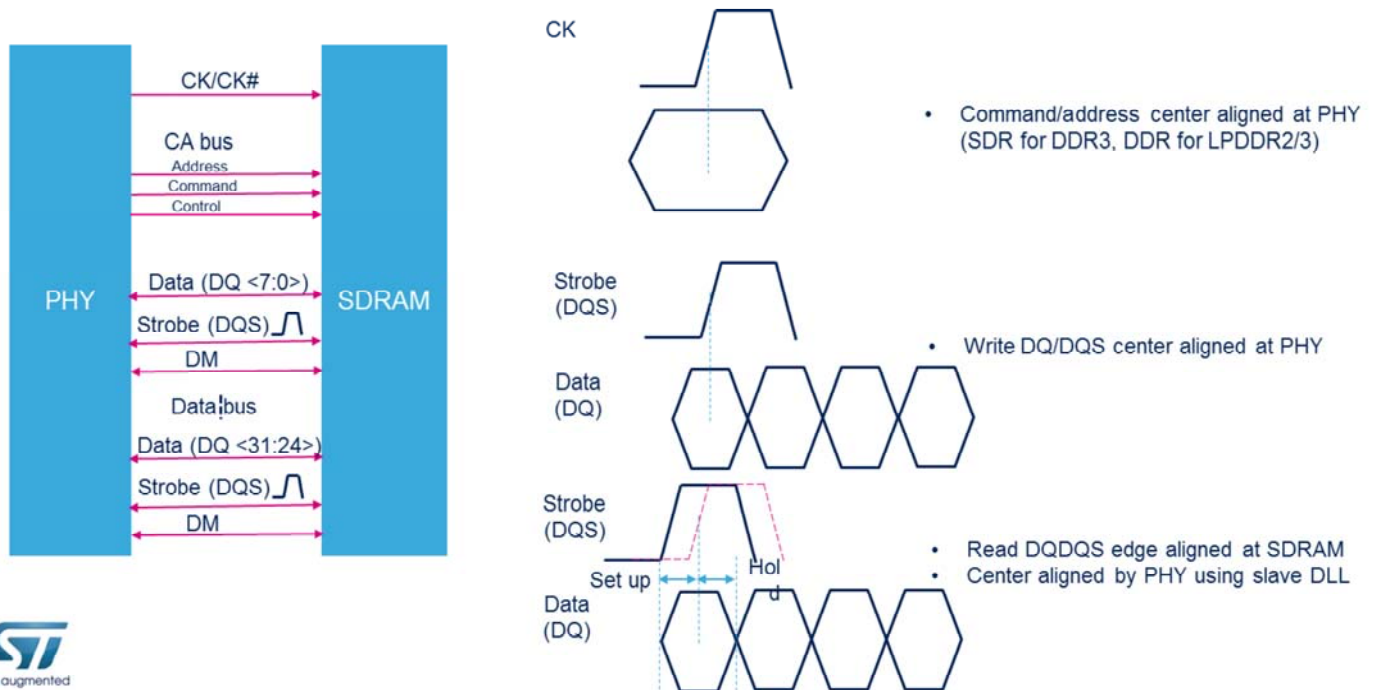 CK/CK#
CA bus
Address
Command
Control
PHY
SDRAM
Data (DQ <7:0>)
Strobe (DQS)
DM
Data bus
Data (DQ <31:24>)
Strobe (DQS)
DM
CK
• Command/address center aligned at PHY
(SDR for DDR3, DDR for LPDDR2/3)
Strobe
(DQS)
Data
(DQ)
• Write DQ/DQS center aligned at PHY
Strobe
(DQS)
Set up
Hol
d
Data
(DQ)
• Read DQDQS edge aligned at SDRAM
• Center aligned by PHY using slave DLL
ST
augmented